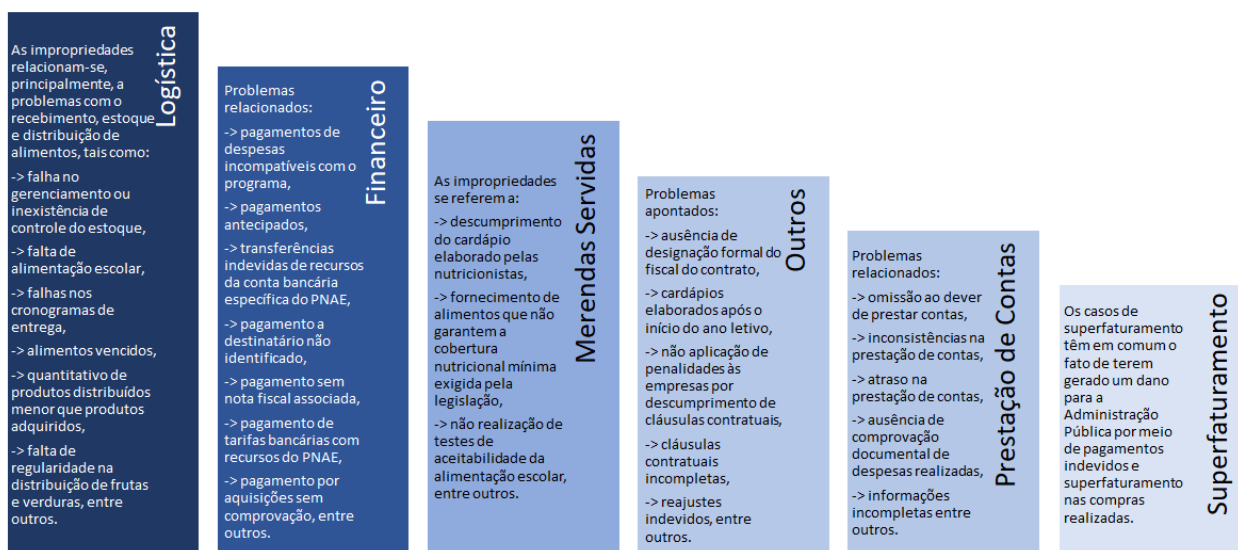 Logística
As impropriedades
relacionam-se,
principalmente, a
problemas com o
recebimento, estoque
e distribuição de
alimentos, tais como:
-> falha no
gerenciamento ou
inexistência de
controle do estoque,
-> falta de
alimentação escolar,
-> falhas nos
cronogramas de
entrega,
-> alimentos vencidos,
-> quantitativo de
produtos distribuídos
menor que produtos
adquiridos,
-> falta de
regularidade na
distribuição de frutas
e verduras, entre
outros.
Financeiro
Problemas
relacionados:
-> pagamentos de
despesas
incompatíveis com o
programa,
-> pagamentos
antecipados,
-> transferências
indevidas de recursos
da conta bancária
específica do PNAE,
-> pagamento a
destinatário não
identificado,
-> pagamento sem
nota fiscal associada,
-> pagamento de
tarifas bancárias com
recursos do PNAE,
-> pagamento por
aquisições sem
comprovação, entre
outros.
Merendas Servidas
As impropriedades
se referem a:
-> descumprimento
do cardápio
elaborado pelas
nutricionistas,
-> fornecimento de
alimentos que não
garantem a
cobertura
nutricional mínima
exigida pela
legislação,
-> não realização de
testes de
aceitabilidade da
alimentação escolar,
entre outros.
Outros
Problemas
apontados:
-> ausência de
designação formal do
fiscal do contrato,
-> cardápios
elaborados após o
início do ano letivo,
-> não aplicação de
penalidades às
empresas por
descumprimento de
cláusulas contratuais,
-> cláusulas
contratuais
incompletas,
-> reajustes
indevidos, entre
outros.
Prestação de Contas
Problemas
relacionados:
-> omissão ao dever
de prestar contas,
-> inconsistências na
prestação de contas,
-> atraso na
prestação de contas,
-> ausência de
comprovação
documental de
despesas realizadas,
-> informações
incompletas entre
outros.
Superfaturamento
Os casos de
superfaturamento
têm em comum o
fato de terem
gerado um dano
para a
Administração
Pública por meio
de pagamentos
indevidos e
superfaturamento
nas compras
realizadas.